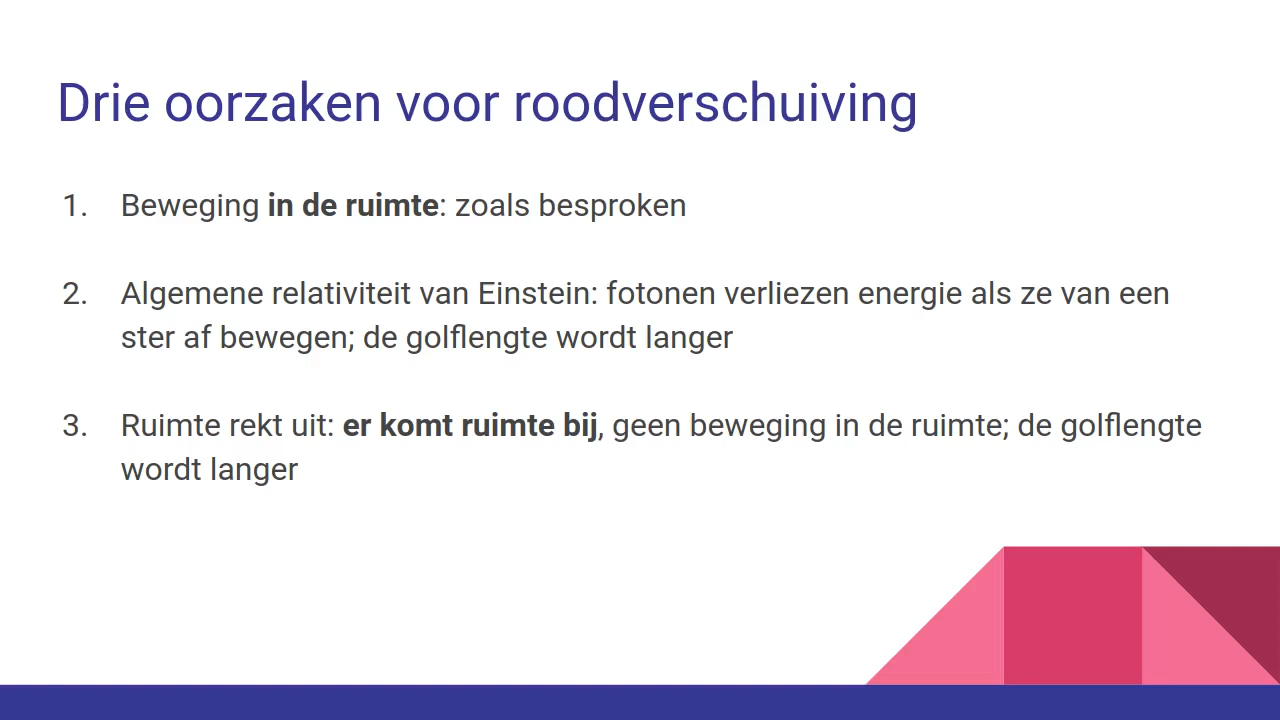 Drie oorzaken voor roodverschuiving
1. Beweging in de ruimte: zoals besproken
2. Algemene relativiteit van Einstein: fotonen verliezen energie als ze van een
ster af bewegen; de golflengte wordt langer
3. Ruimte rekt uit: er komt ruimte bij, geen beweging in de ruimte; de golflengte
wordt langer